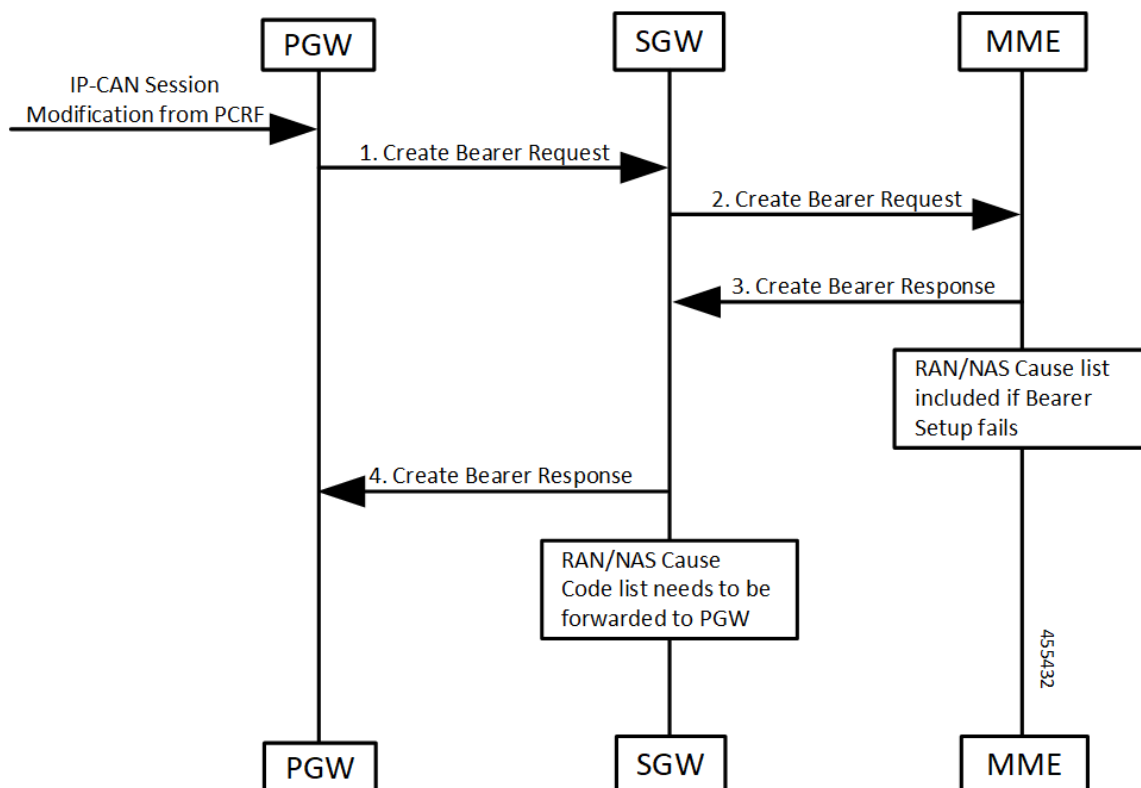 PGW
SGW
MME
IP-CAN Session
Modification from PCRF
1. Create Bearer Request
2. Create Bearer Request
3. Create Bearer Response
RAN/NAS Cause list
included if Bearer
Setup fails
4. Create Bearer Response
RAN/NAS Cause
Code list needs to be
forwarded to PGW
455432
PGW
SGW
MME